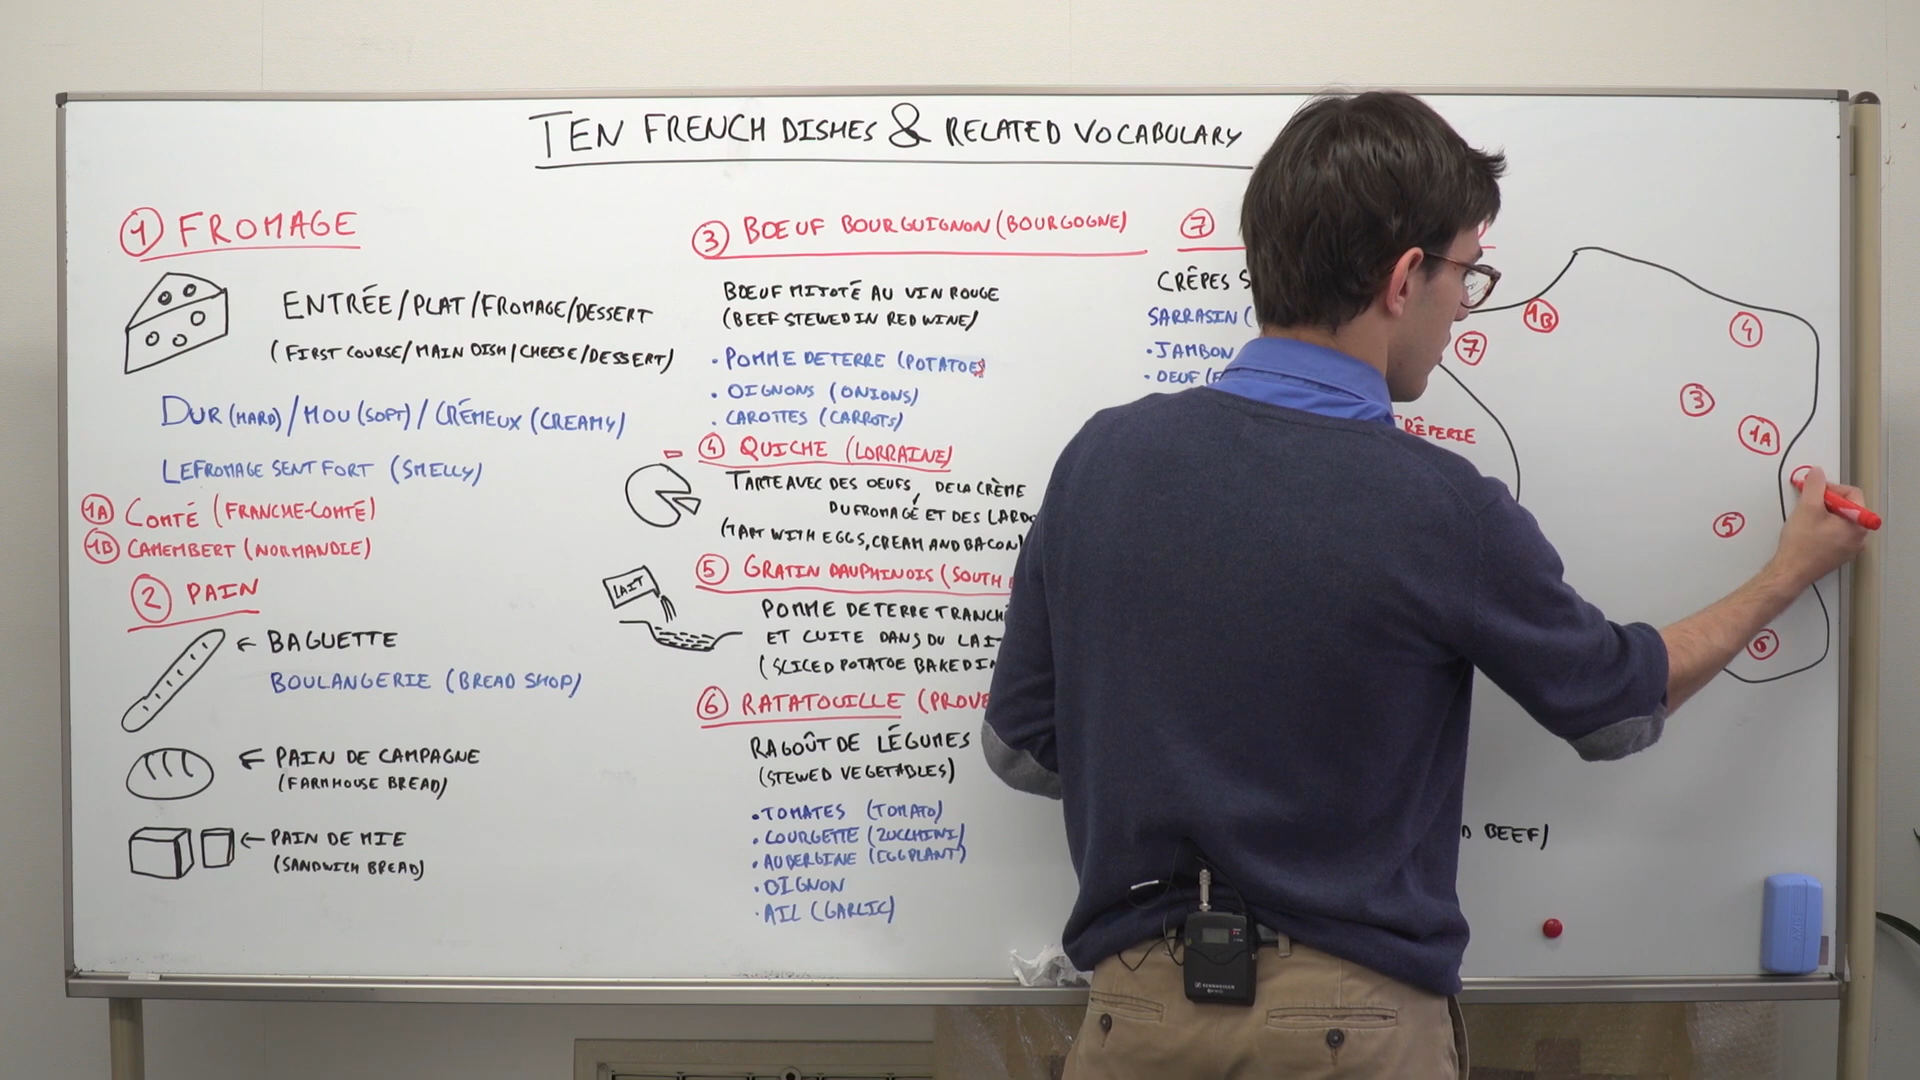 TEN FRENCH DISHES & RELATED VOCABULARY
1 FROMAGE
ENTRÉE/PLAT/FROMAGE/DESSERT
(FIRST COURSE/MAIN DISH/CHEESE/DESSERT)
DUR (HARD)/MOU (SOFT)/CRÉMEUX (CREAMY)
LE FROMAGE SENT FORT (SMELLY)
1A COMTÉ (FRANCHE-COMTÉ)
1B CAMEMBERT (NORMANDIE)
2 PAIN
← BAGUETTE
BOULANGERIE (BREAD SHOP)
← PAIN DE CAMPAGNE
(FARMHOUSE BREAD)
← PAIN DE MIE
(SANDWICH BREAD)
3 BOEUF BOURGUIGNON (BOURGOGNE)
BOEUF MIJOTÉ AU VIN ROUGE
(BEEF STEWED IN RED WINE)
• POMME DE TERRE (POTATOES)
• OIGNONS (ONIONS)
• CAROTTES (CARROTS)
4 QUICHE (LORRAINE)
TARTE AVEC DES OEUFS, DE LA CRÈME
DU FROMAGE ET DES LARDO
(TART WITH EGGS, CREAM AND BACON)
5 GRATIN DAUPHINOIS (SOUTH
LAIT
POMME DE TERRE TRANCHÉ
ET CUITE DANS DU LAI
(SLICED POTATOE BAKED IN
6 RATATOUILLE (PROVE
RAGOÛT DE LÉGUMES
(STEWED VEGETABLES)
• TOMATES (TOMATO)
• COURGETTE (ZUCCHINI)
• AUBERGINE (EGGPLANT)
• OIGNON
• AIL (GARLIC)
7
CRÊPES S
SARRASIN (
• JAMBON
• OEUF (E
CRÊPERIE
D BEEF)
1B
4
7
3
1A
5
6
SENNHEISER